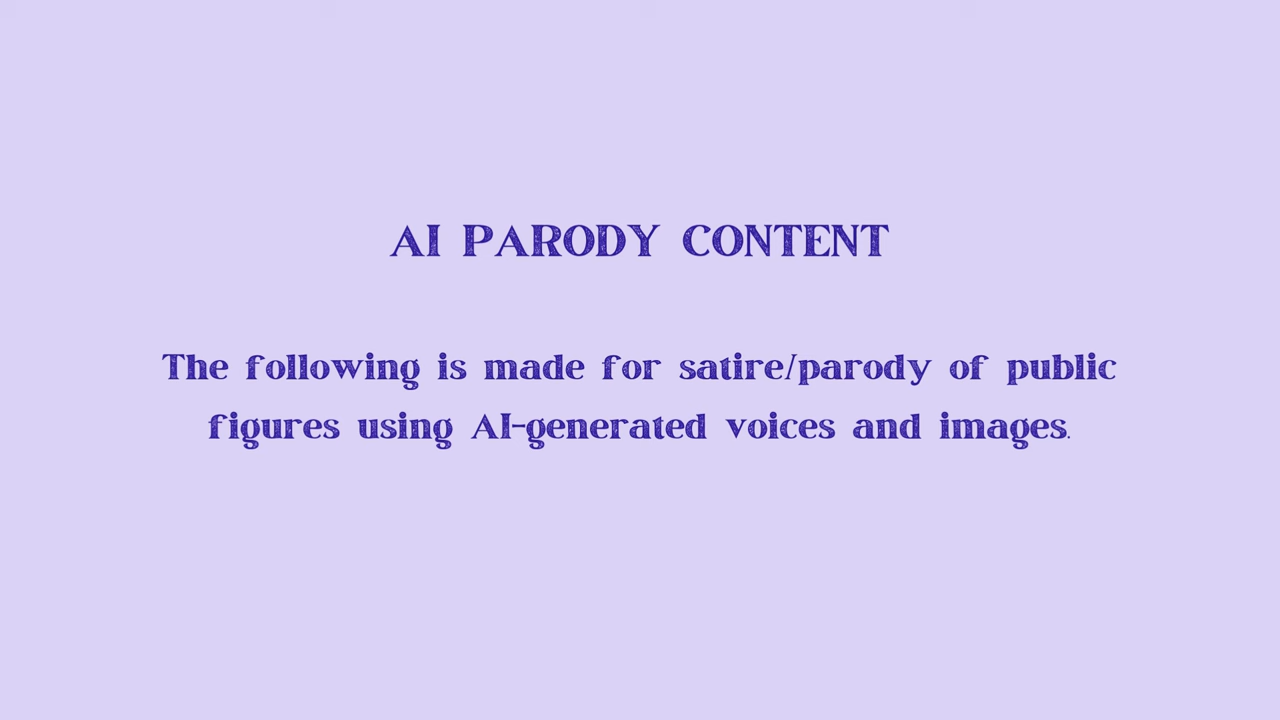 AI PARODY CONTENT
The following is made for satire/parody of public
figures using AI-generated voices and images.